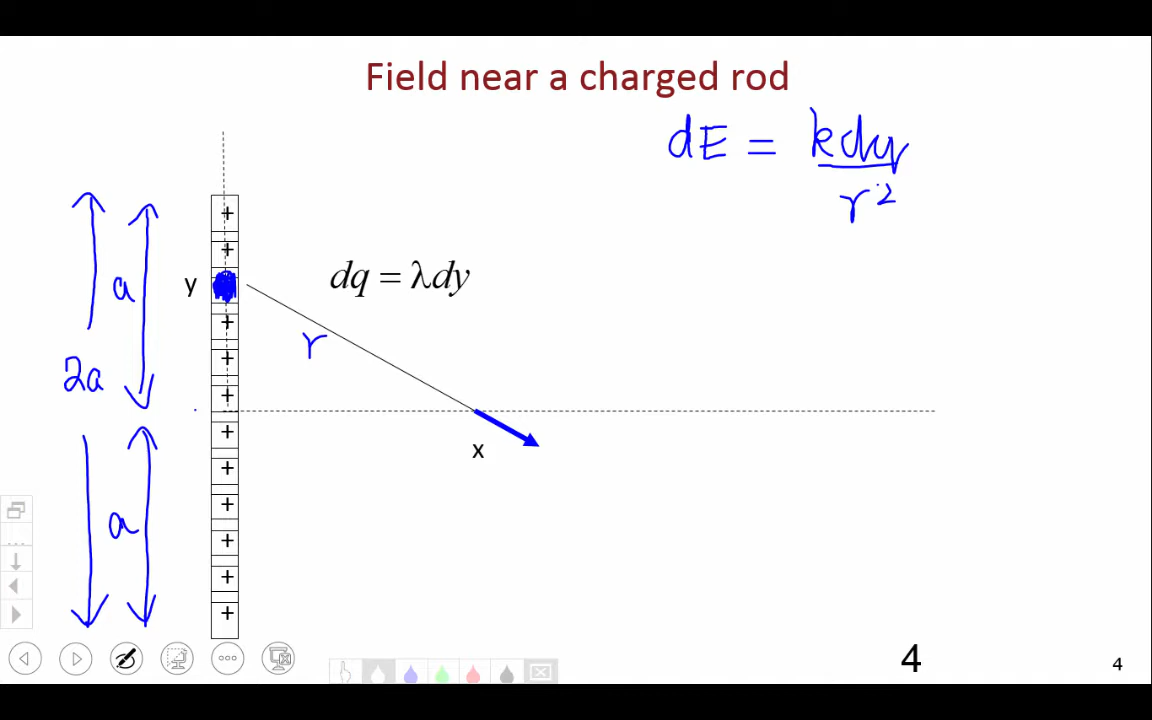 Field near a charged rod
dE = kdq
r²
+
+
a
y
+
dq = λdy
r
+
2a
+
+
x
+
a
+
+
+
+
4
4